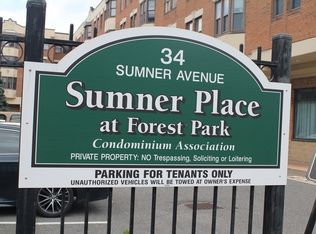 34
SUMNER AVENUE
Sumner Place
at Forest Park
Condominium Association
PRIVATE PROPERTY: NO Trespassing, Soliciting or Loitering
PARKING FOR TENANTS ONLY
UNAUTHORIZED VEHICLES WILL BE TOWED AT OWNER'S EXPENSE